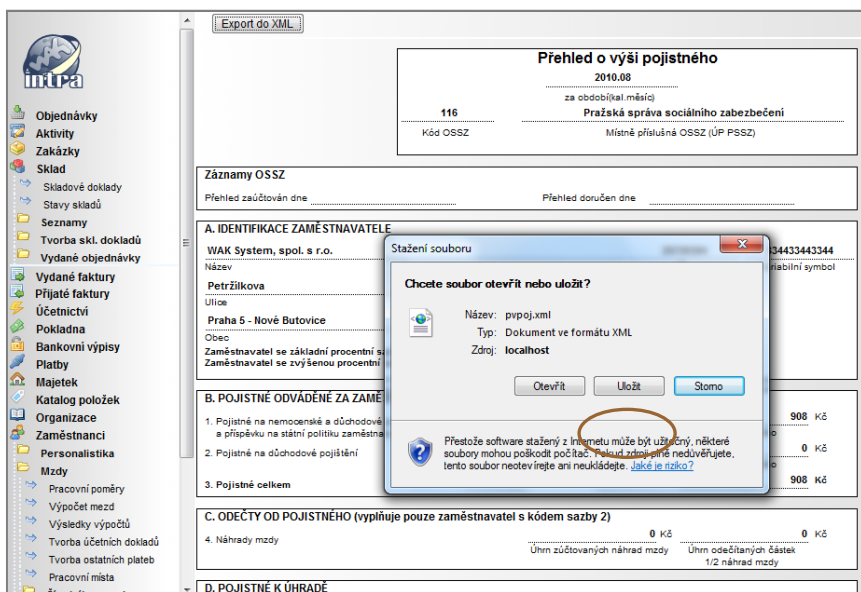 Export do XML
intra
Objednávky
Aktivity
Zakázky
Sklad
Skladové doklady
Stavy skladů
Seznamy
Tvorba skl. dokladů
Vydané objednávky
Vydané faktury
Přijaté faktury
Účetnictví
Pokladna
Bankovní výpisy
Platby
Majetek
Katalog položek
Organizace
Zaměstnanci
Personalistika
Mzdy
Pracovní poměry
Výpočet mezd
Výsledky výpočtů
Tvorba účetních dokladů
Tvorba ostatních plateb
Pracovní místa
Přehled o výši pojistného
2010.08
za období(kal.měsíc)
116 Pražská správa sociálního zabezbečení
Kód OSSZ Místně příslušná OSSZ (ÚP PSSZ)
Záznamy OSSZ
Přehled zaúčtován dne Přehled doručen dne
A. IDENTIFIKACE ZAMĚSTNAVATELE
WAK System, spol. s r.o. 334433443344
Název riabilní symbol
Petržílkova
Ulice
Praha 5 - Nové Butovice
Obec
Zaměstnavatel se základní procentní s
Zaměstnavatel se zvýšenou procentní
B. POJISTNÉ ODVÁDĚNÉ ZA ZAMĚ
1. Pojistné na nemocenské a důchodové 908 Kč
a příspěvku na státní politiku zaměstna
2. Pojistné na důchodové pojištění 0 Kč
3. Pojistné celkem 908 Kč
Stažení souboru
Chcete soubor otevřít nebo uložit?
Název: pvpoj.xml
Typ: Dokument ve formátu XML
Zdroj: localhost
Otevřít Uložit Storno
Přestože software stažený z Internetu může být užitečný, některé
soubory mohou poškodit počítač. Pokud zdroji plně nedůvěřujete,
tento soubor neotevírejte ani neukládejte. Jaké je riziko?
C. ODEČTY OD POJISTNÉHO (vyplňuje pouze zaměstnavatel s kódem sazby 2)
4. Náhrady mzdy 0 Kč 0 Kč
Úhrn zúčtovaných náhrad mzdy Úhrn odečítaných částek
1/2 náhrad mzdy
D. POJISTNÉ K ÚHRADĚ